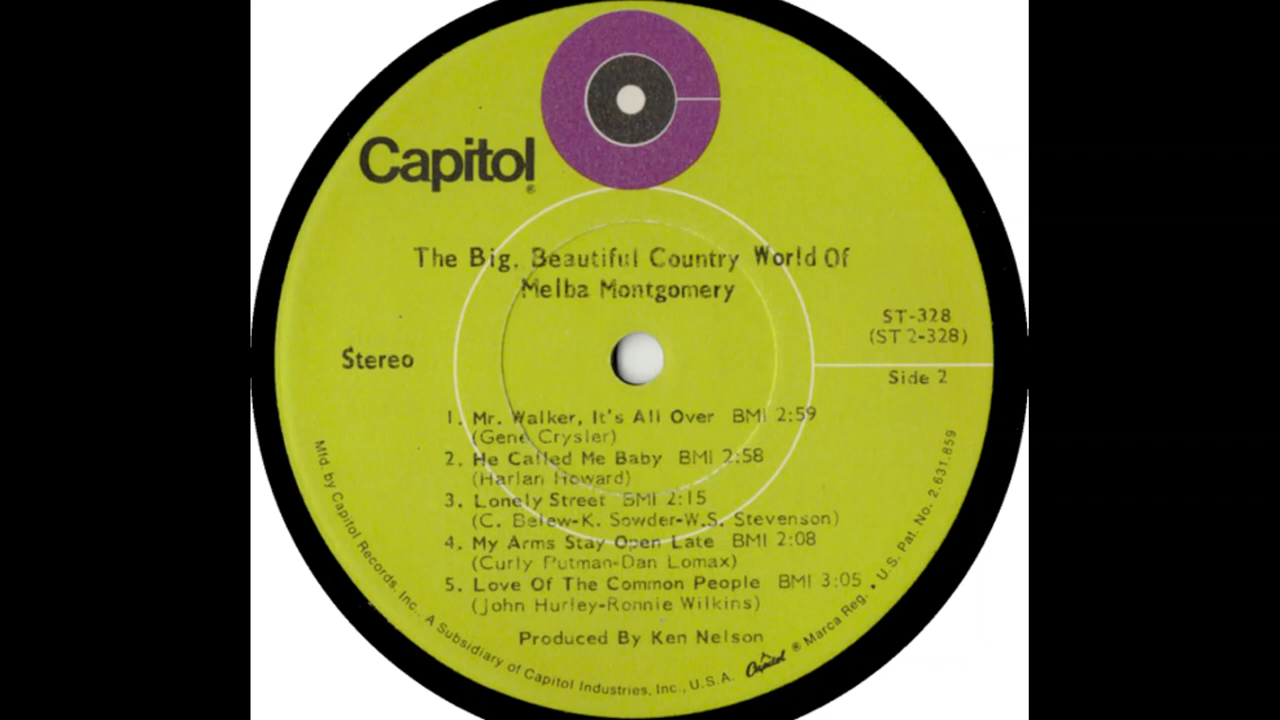 Capitol®
The Big, Beautiful Country World Of
Melba Montgomery
ST-328
(ST 2-328)
Stereo
Side 2
1. Mr. Walker, It's All Over BMI 2:59
(Gene Crysler)
2. He Called Me Baby BMI 2:58
(Harlan Howard)
3. Lonely Street BMI 2:15
(C. Belew-K. Sowder-W.S. Stevenson)
4. My Arms Stay Open Late BMI 2:08
(Curly Putman-Dan Lomax)
5. Love Of The Common People BMI 3:05
(John Hurley-Ronnie Wilkins)
Produced By Ken Nelson
Mfd. by Capitol Records, Inc., A Subsidiary of Capitol Industries, Inc., U.S.A. Capitol ® Marca Reg. • U.S. Pat. No. 2,631,859